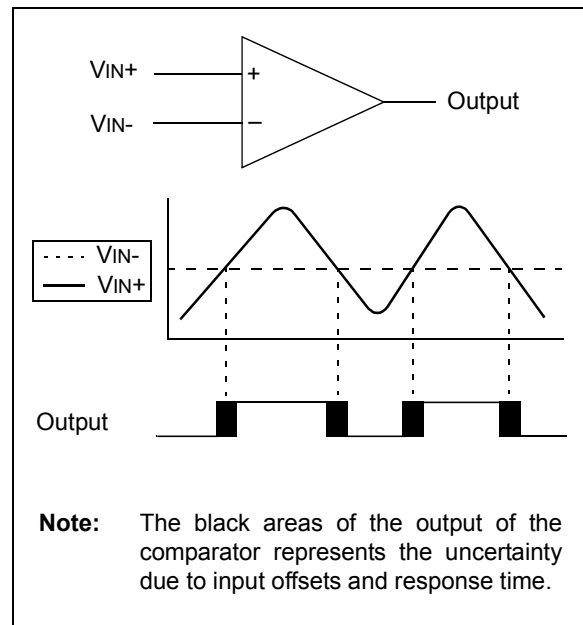 VIN+
+
Output
VIN-
–
VIN-
VIN+
Output
Note: The black areas of the output of the
comparator represents the uncertainty
due to input offsets and response time.